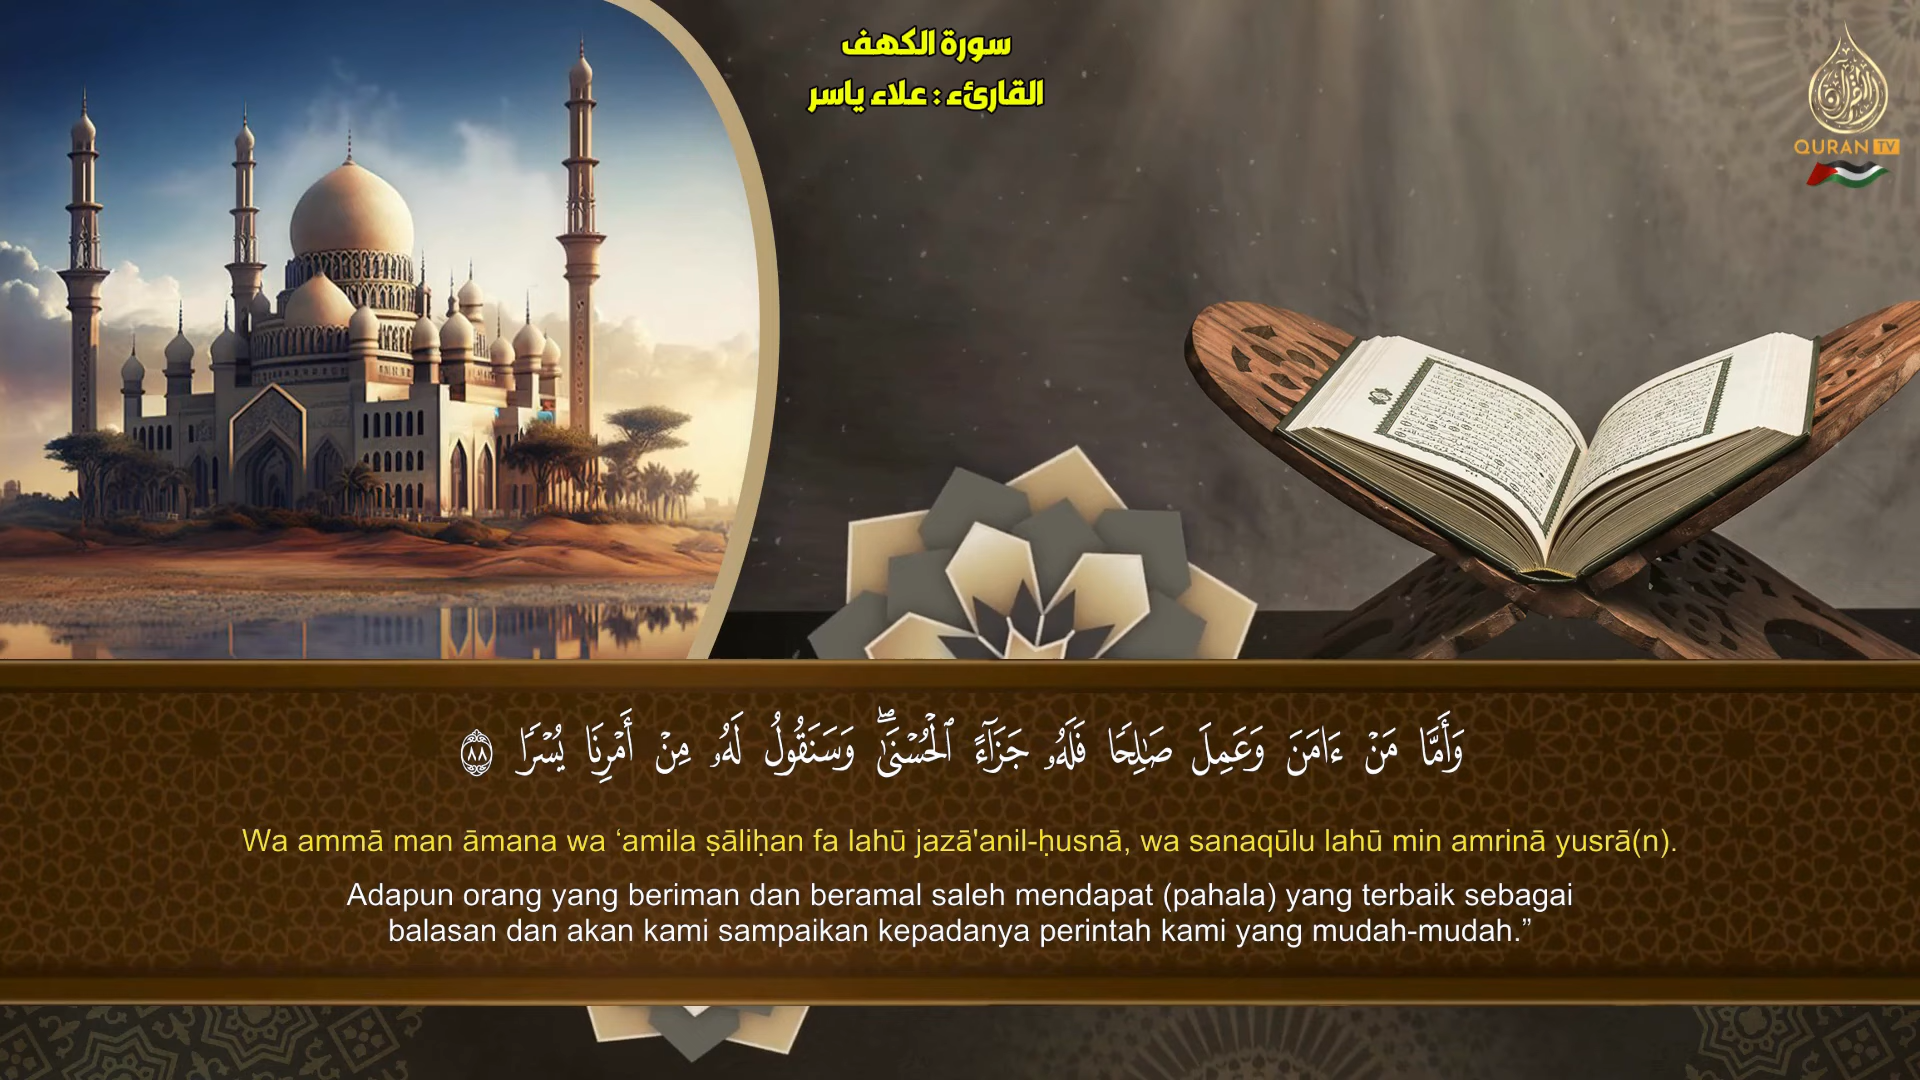 سورة الكهف
القارئء : علاء ياسر
QURAN TV
وَأَمَّا مَنْ ءَامَنَ وَعَمِلَ صَٰلِحًا فَلَهُۥ جَزَآءً ٱلْحُسْنَىٰ ۖ وَسَنَقُولُ لَهُۥ مِنْ أَمْرِنَا يُسْرًا ٨٨
Wa ammā man āmana wa ‘amila ṣāliḥan fa lahū jazā'anil-ḥusnā, wa sanaqūlu lahū min amrinā yusrā(n).
Adapun orang yang beriman dan beramal saleh mendapat (pahala) yang terbaik sebagai
balasan dan akan kami sampaikan kepadanya perintah kami yang mudah-mudah.”